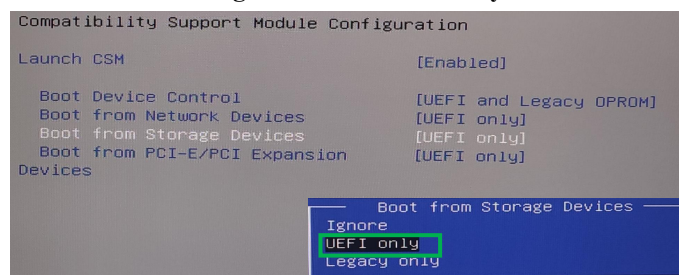 Compatibility Support Module Configuration
Launch CSM [Enabled]
Boot Device Control [UEFI and Legacy OPROM]
Boot from Network Devices [UEFI only]
Boot from Storage Devices [UEFI only]
Boot from PCI-E/PCI Expansion [UEFI only]
Devices
Boot from Storage Devices
Ignore
UEFI only
Legacy only